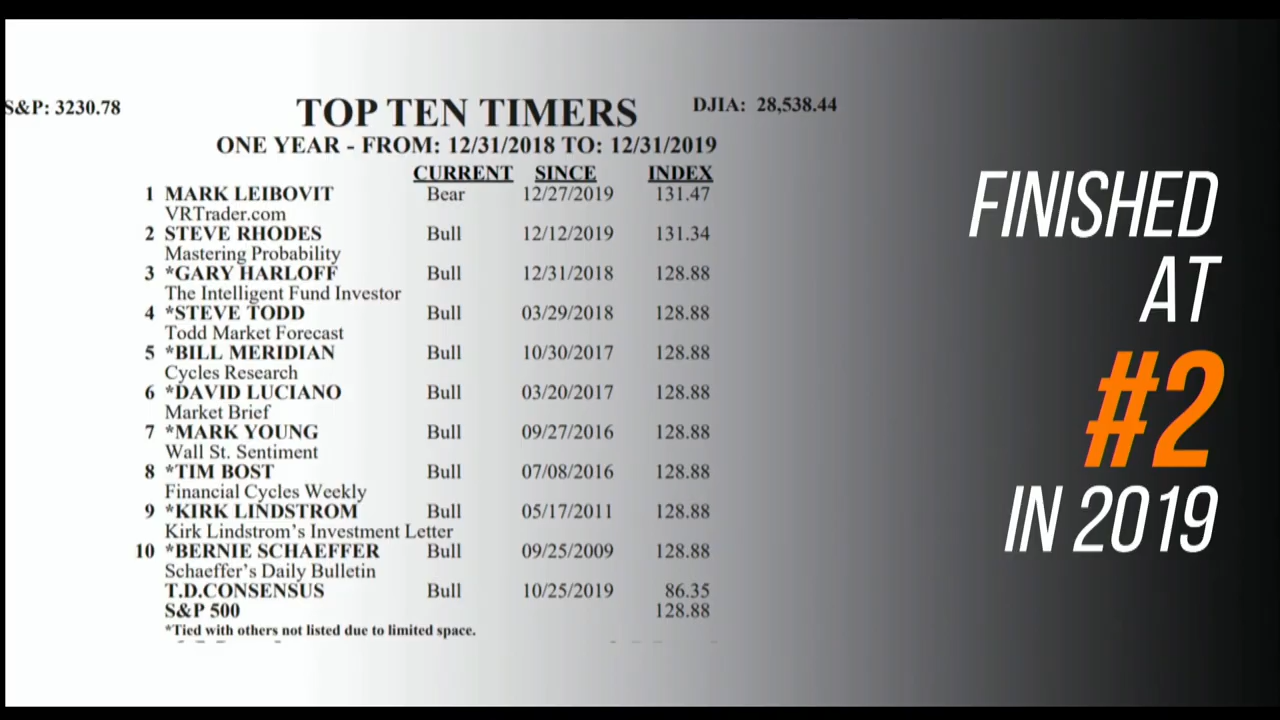 S&P: 3230.78
TOP TEN TIMERS
DJIA: 28,538.44
ONE YEAR - FROM: 12/31/2018 TO: 12/31/2019
CURRENT SINCE INDEX
1 MARK LEIBOVIT Bear 12/27/2019 131.47
VRTrader.com
2 STEVE RHODES Bull 12/12/2019 131.34
Mastering Probability
3 *GARY HARLOFF Bull 12/31/2018 128.88
The Intelligent Fund Investor
4 *STEVE TODD Bull 03/29/2018 128.88
Todd Market Forecast
5 *BILL MERIDIAN Bull 10/30/2017 128.88
Cycles Research
6 *DAVID LUCIANO Bull 03/20/2017 128.88
Market Brief
7 *MARK YOUNG Bull 09/27/2016 128.88
Wall St. Sentiment
8 *TIM BOST Bull 07/08/2016 128.88
Financial Cycles Weekly
9 *KIRK LINDSTROM Bull 05/17/2011 128.88
Kirk Lindstrom's Investment Letter
10 *BERNIE SCHAEFFER Bull 09/25/2009 128.88
Schaeffer's Daily Bulletin
T.D.CONSENSUS Bull 10/25/2019 86.35
S&P 500 128.88
*Tied with others not listed due to limited space.
FINISHED
AT
#2
IN 2019